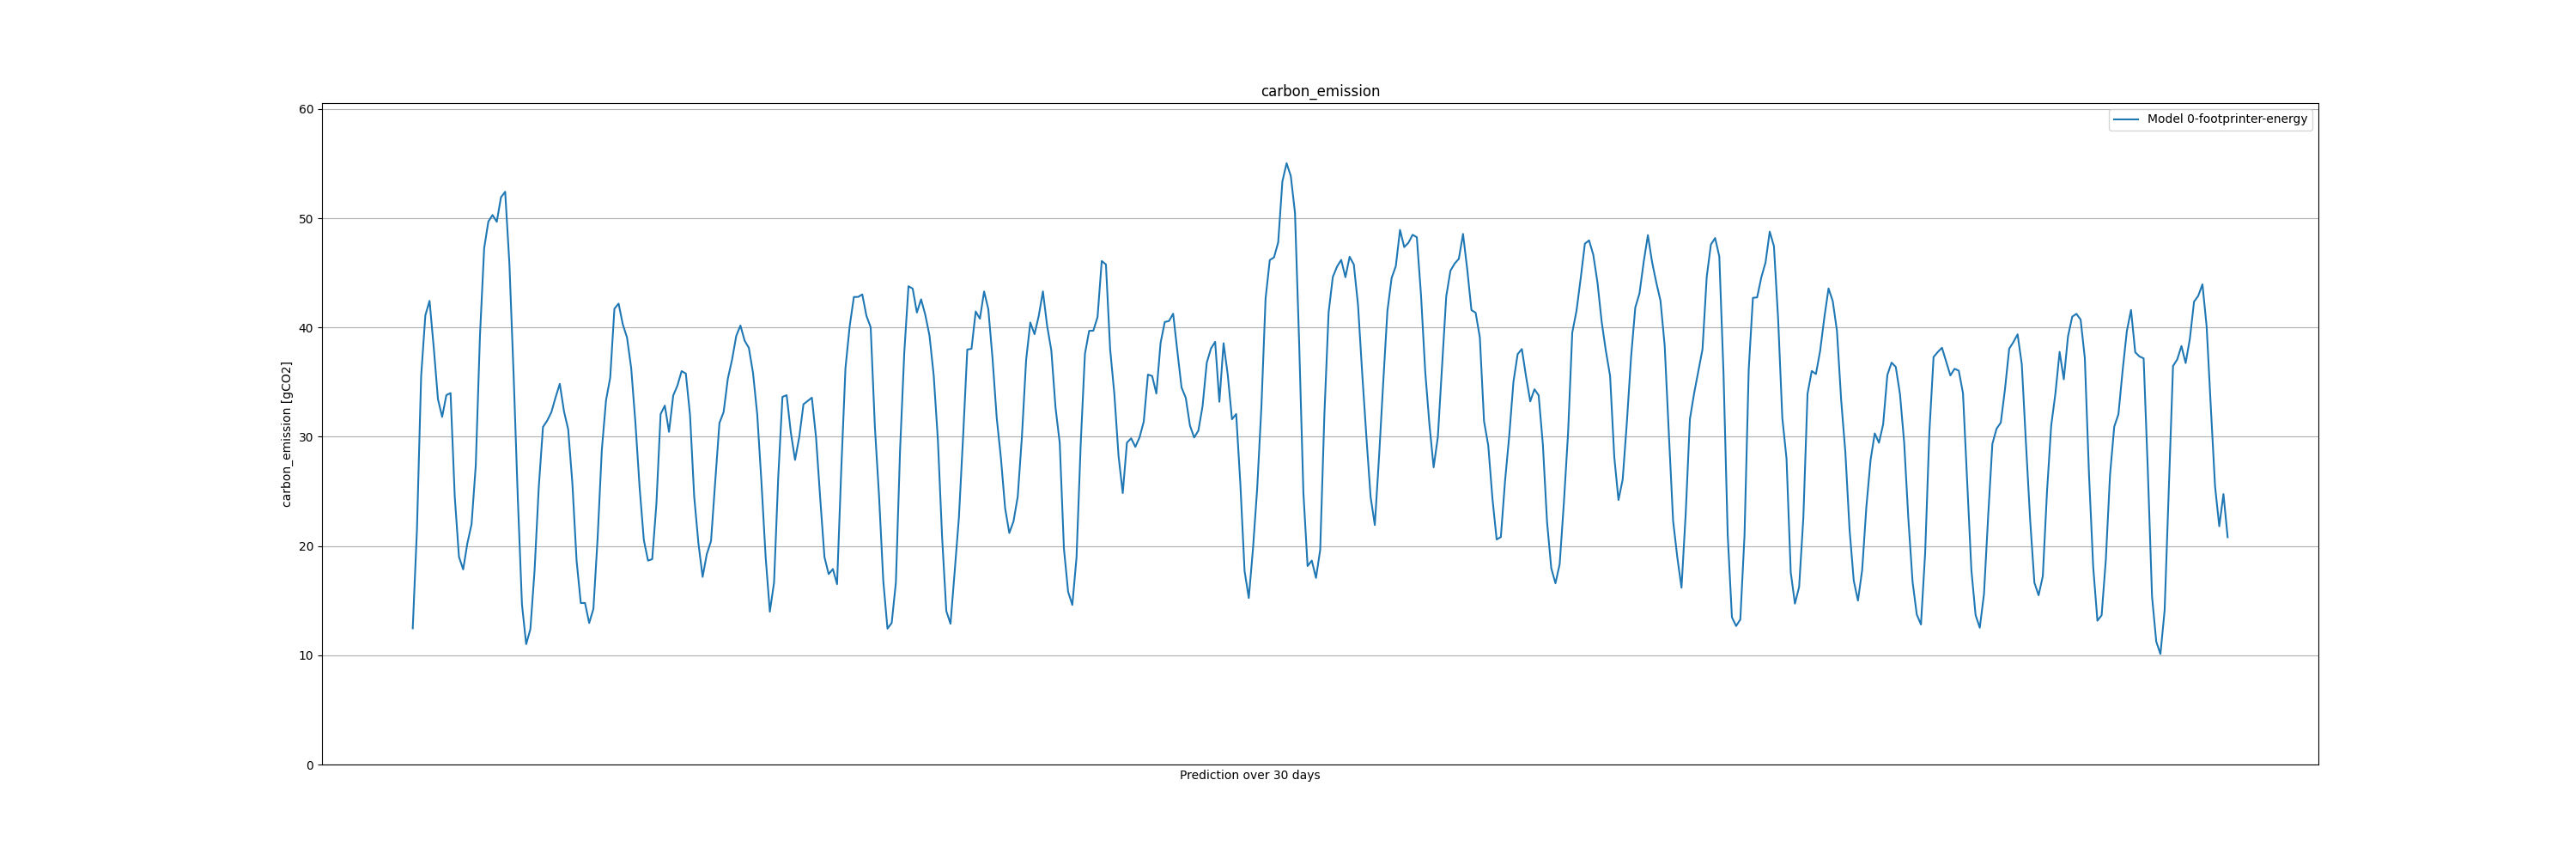 carbon_emission
Model 0-footprinter-energy
carbon_emission [gCO2]
60
50
40
30
20
10
0
Prediction over 30 days